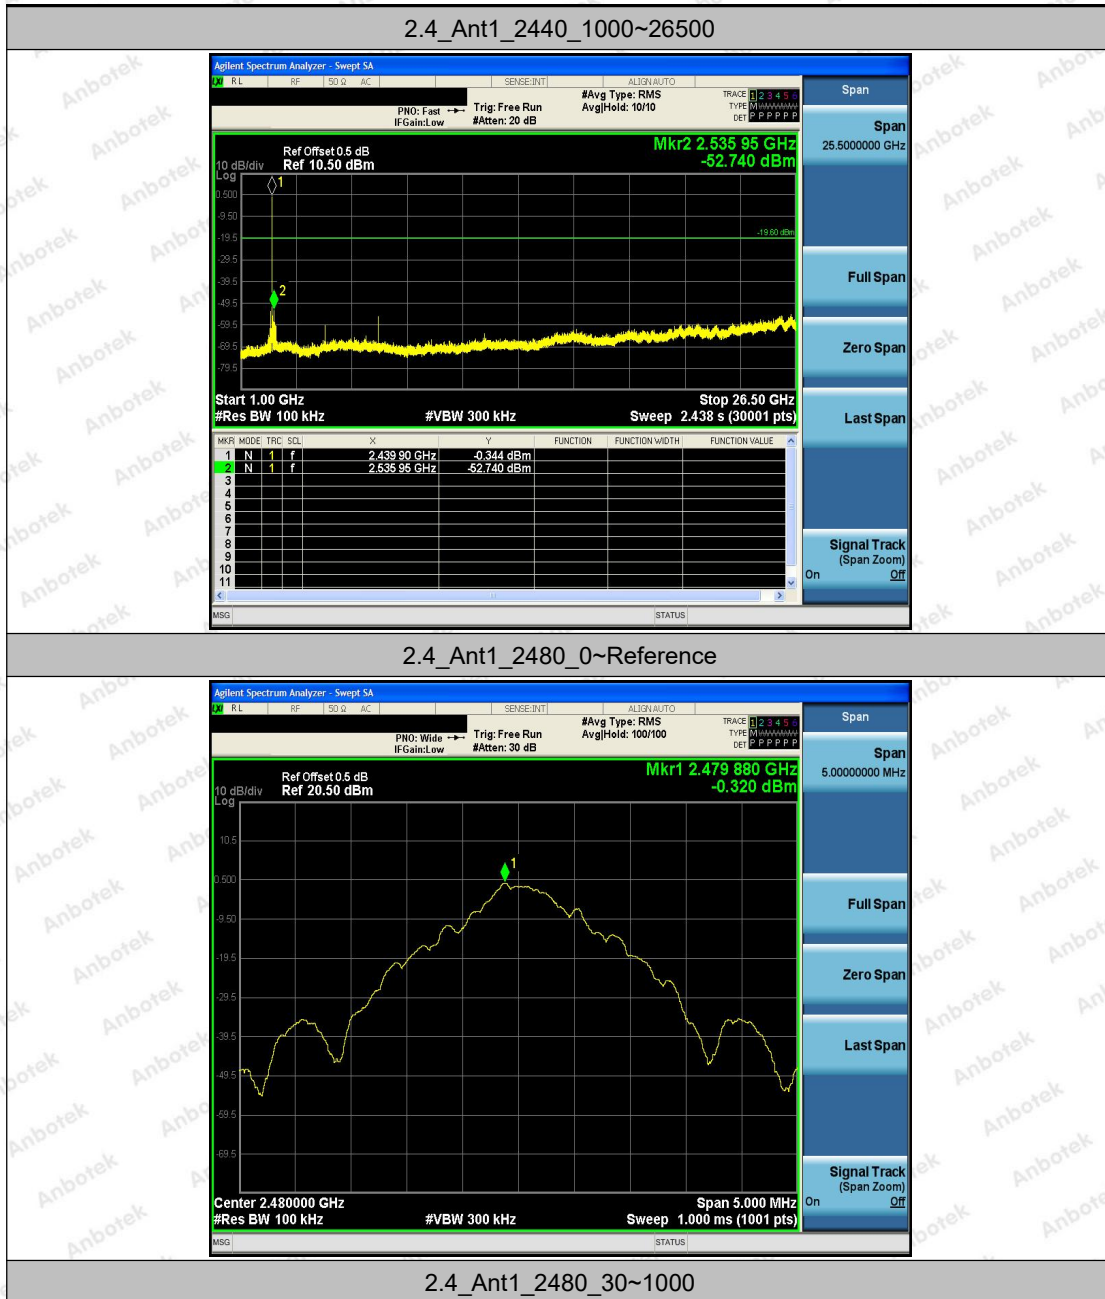 2.4_Ant1_2440_1000~26500
Agilent Spectrum Analyzer - Swept SA
RL RF 50 Ω AC SENSE:INT ALIGNAUTO
PNO: Fast Trig: Free Run #Avg Type: RMS TRACE 1 2 3 4 5 6
IFGain:Low #Atten: 20 dB Avg|Hold: 10/10 TYPE M
DET P P P P P P
Mkr2 2.535 95 GHz
-52.740 dBm
Ref Offset 0.5 dB
10 dB/div Ref 10.50 dBm
Log
1
0.500
-9.50
-19.5
-19.60 dBm
-29.5
-39.5
2
-49.5
-59.5
-69.5
-79.5
Start 1.00 GHz Stop 26.50 GHz
#Res BW 100 kHz #VBW 300 kHz Sweep 2.438 s (30001 pts)
MKR MODE TRC SCL X Y FUNCTION FUNCTION WIDTH FUNCTION VALUE
1 N 1 f 2.439 90 GHz -0.344 dBm
2 N 1 f 2.535 95 GHz -52.740 dBm
3
4
5
6
7
8
9
10
11
MSG STATUS
Span
Span
25.5000000 GHz
Full Span
Zero Span
Last Span
Signal Track
(Span Zoom)
On Off
2.4_Ant1_2480_0~Reference
Agilent Spectrum Analyzer - Swept SA
RL RF 50 Ω AC SENSE:INT ALIGNAUTO
PNO: Wide Trig: Free Run #Avg Type: RMS TRACE 1 2 3 4 5 6
IFGain:Low #Atten: 30 dB Avg|Hold: 100/100 TYPE M
DET P P P P P P
Mkr1 2.479 880 GHz
-0.320 dBm
Ref Offset 0.5 dB
10 dB/div Ref 20.50 dBm
Log
10.5
1
0.500
-9.50
-19.5
-29.5
-39.5
-49.5
-59.5
-69.5
Center 2.480000 GHz Span 5.000 MHz
#Res BW 100 kHz #VBW 300 kHz Sweep 1.000 ms (1001 pts)
MSG STATUS
Span
Span
5.00000000 MHz
Full Span
Zero Span
Last Span
Signal Track
(Span Zoom)
On Off
2.4_Ant1_2480_30~1000
Anbotek